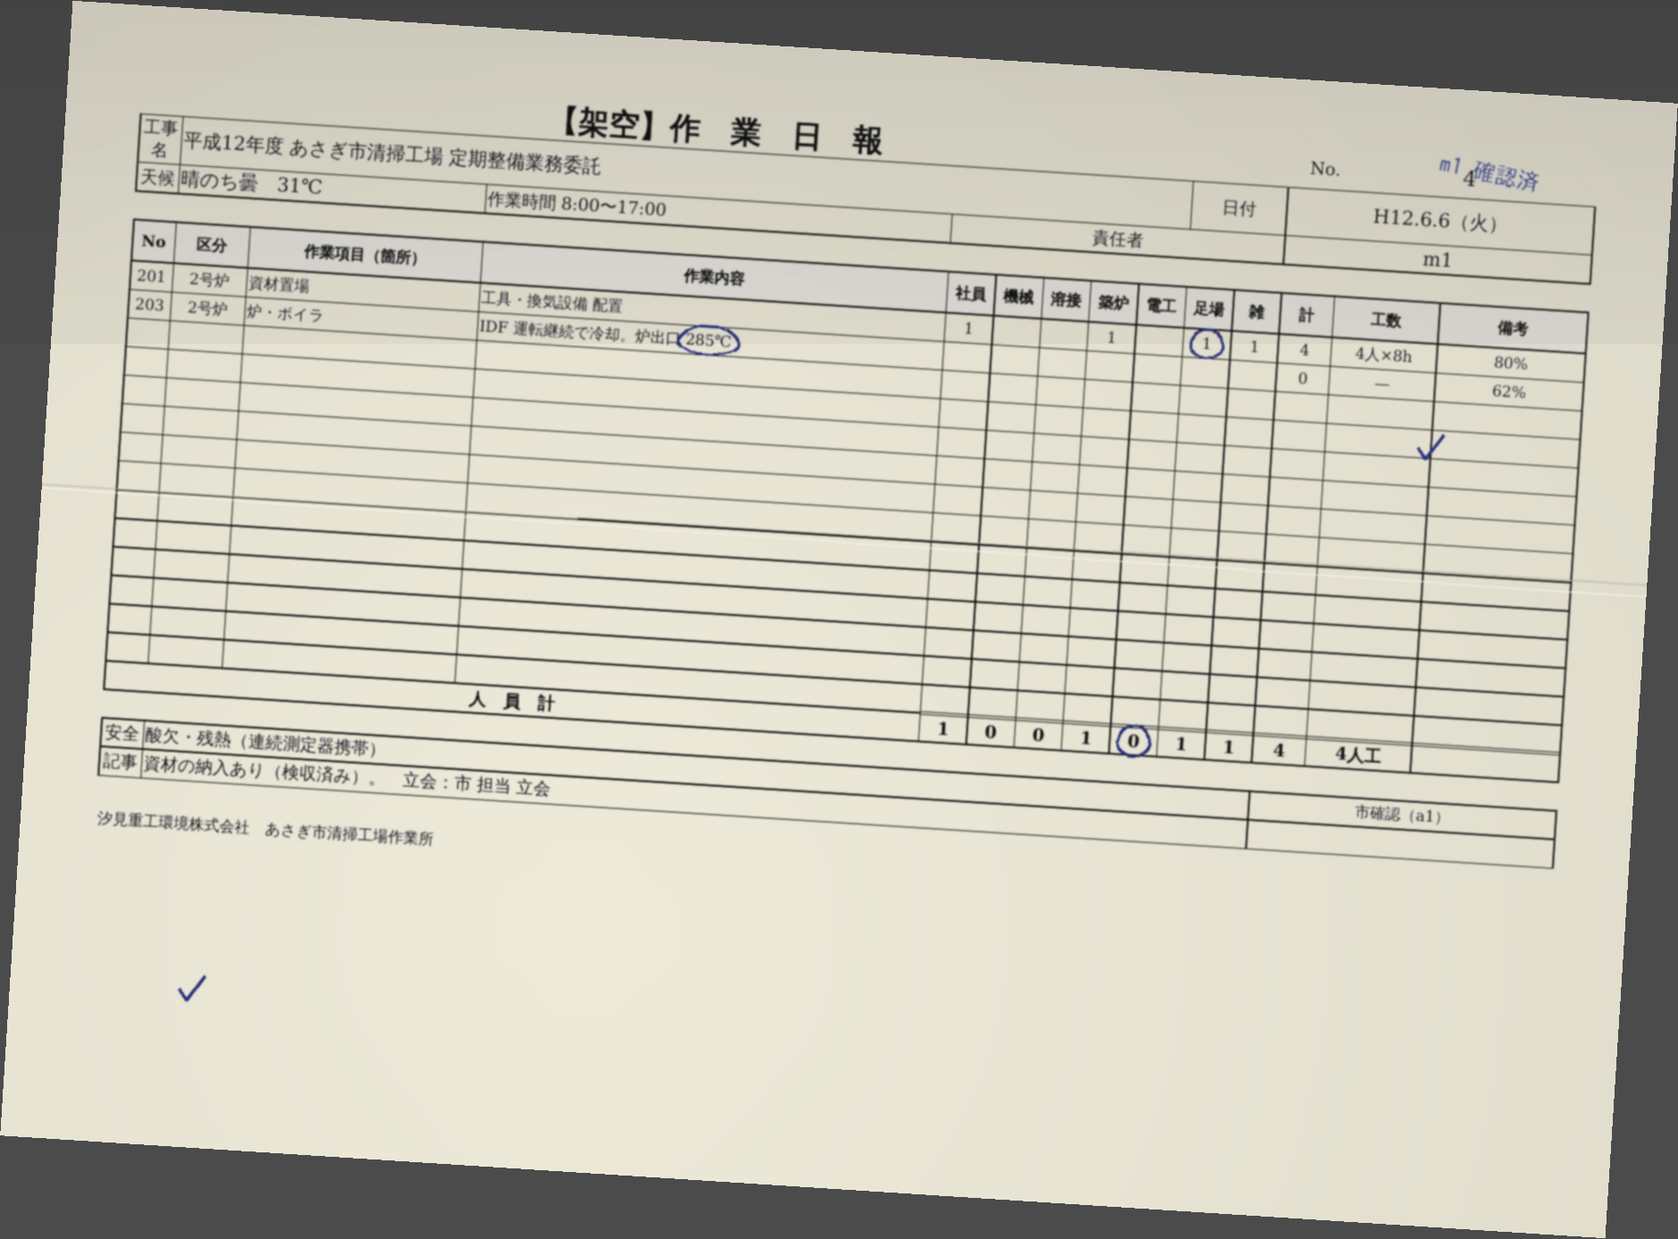 【架空】作 業 日 報
No. 4
m1 確認済
工事名 平成12年度 あさぎ市清掃工場 定期整備業務委託 日付 H12.6.6（火）
天候 晴のち曇 31℃ 作業時間 8:00〜17:00 責任者 m1
No 区分 作業項目（箇所） 作業内容 社員 機械 溶接 築炉 電工 足場 雑 計 工数 備考
201 2号炉 資材置場 工具・換気設備 配置 1 1 1 1 4 4人×8h 80%
203 2号炉 炉・ボイラ IDF 運転継続で冷却。炉出口 285℃ 0 — 62%
人 員 計 1 0 0 1 0 1 1 4 4人工
安全 酸欠・残熱（連続測定器携帯） 市確認（a1）
記事 資材の納入あり（検収済み）。 立会：市 担当 立会
汐見重工環境株式会社 あさぎ市清掃工場作業所